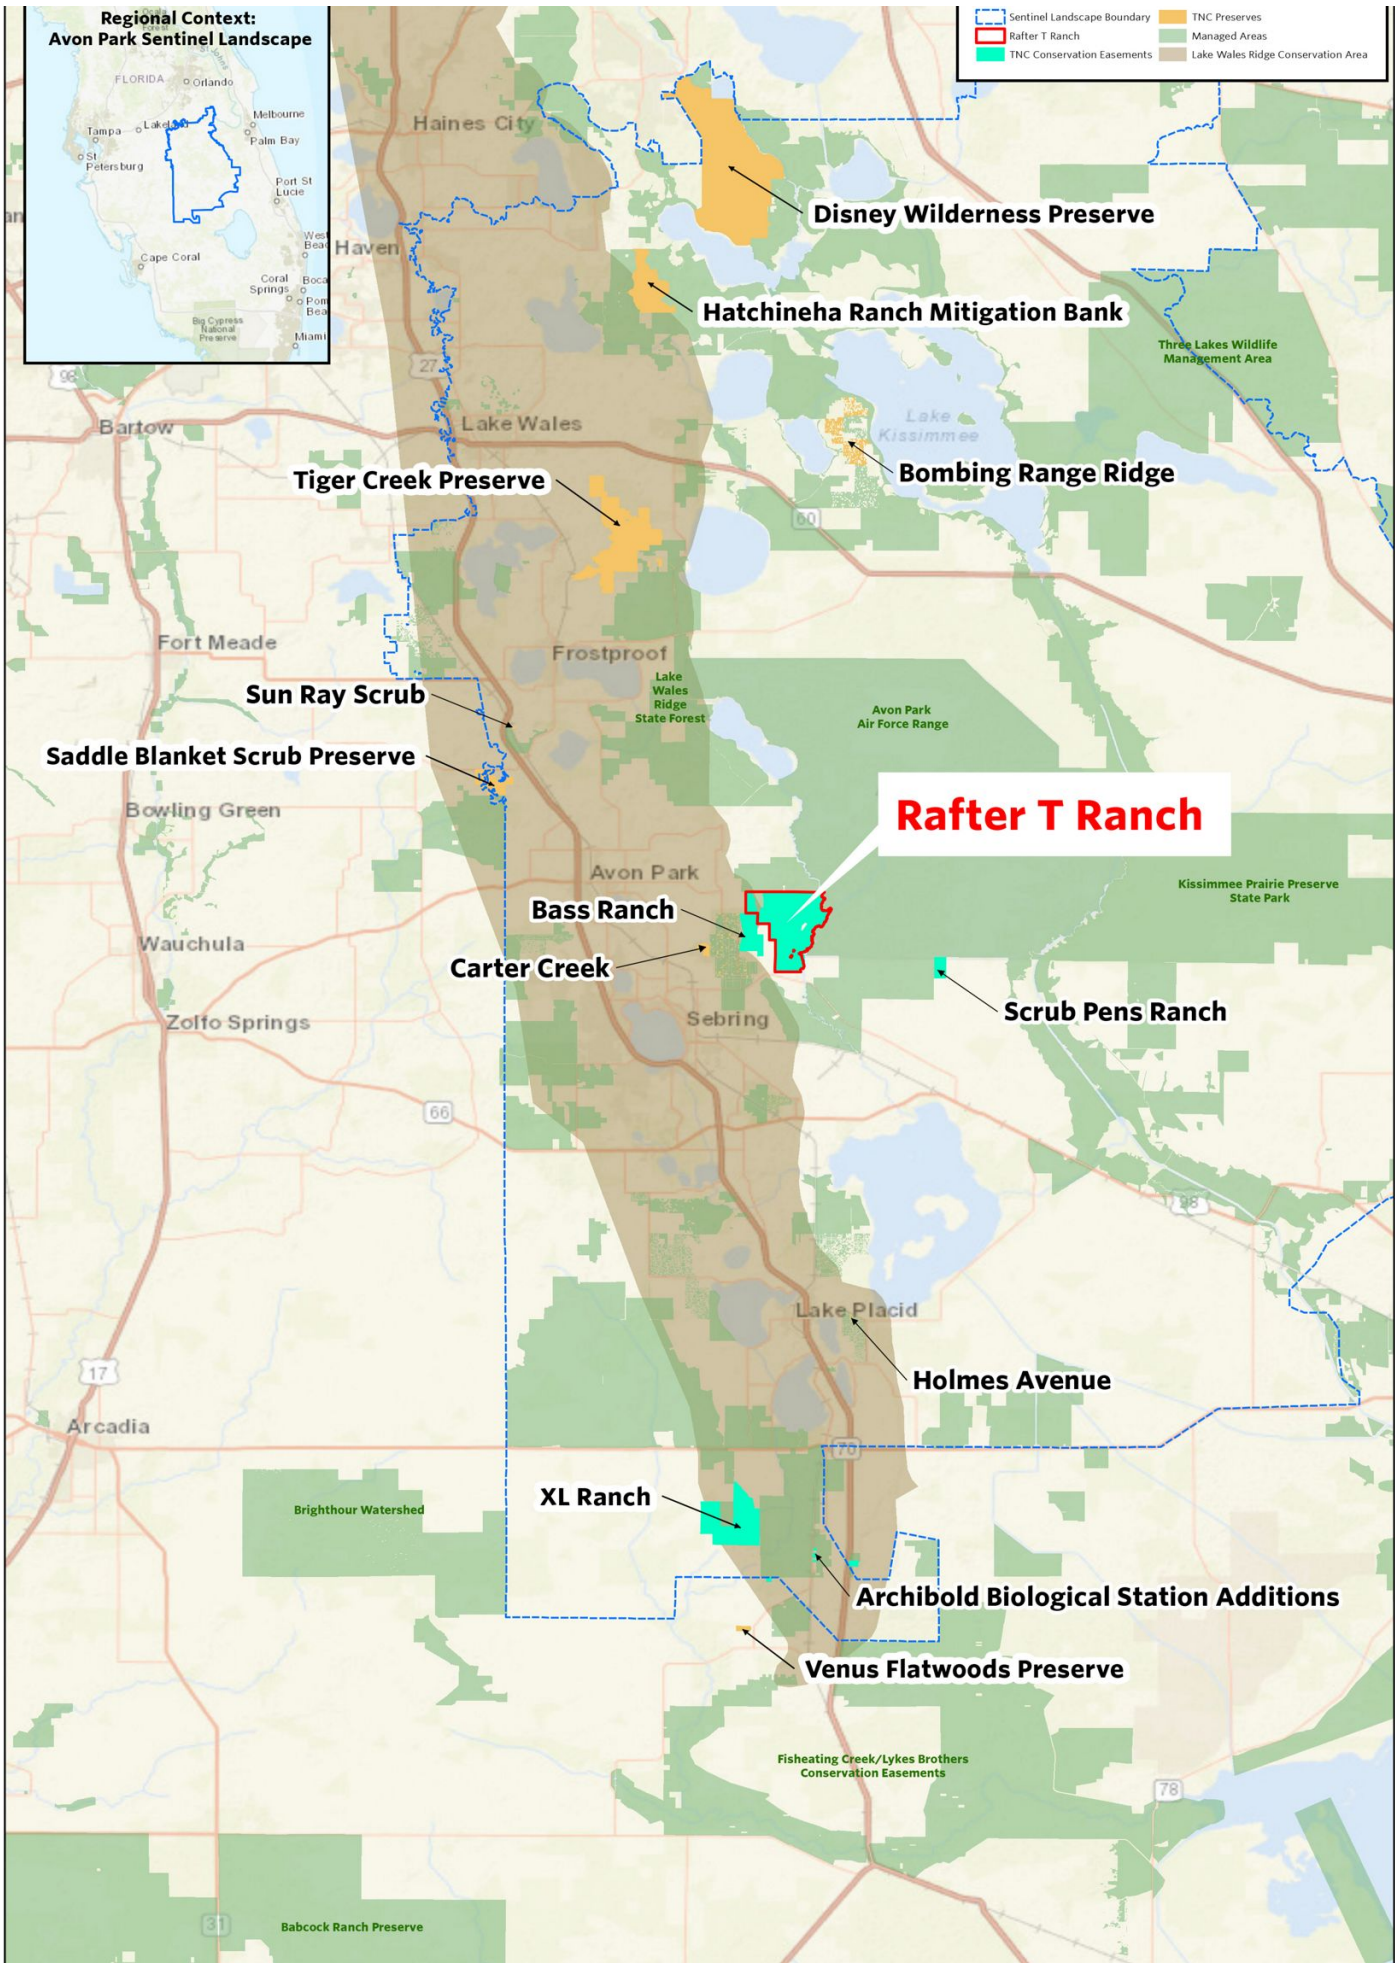 Regional Context:
Avon Park Sentinel Landscape
FLORIDA
Orlando
Melbourne
Tampa
Palm Bay
St
Petersburg
Port St
Lucie
West
Cape Coral
Coral
Springs
Boca
Pom
Bea
Big Cypress
National
Preserve
Miami
Sentinel Landscape Boundary
TNC Preserves
Rafter T Ranch
Managed Areas
TNC Conservation Easements
Lake Wales Ridge Conservation Area
Haines City
Disney Wilderness Preserve
Haven
Hatchineha Ranch Mitigation Bank
Three Lakes Wildlife
Management Area
27
98
Lake Wales
Bartow
Lake
Kissimmee
Tiger Creek Preserve
Bombing Range Ridge
60
Fort Meade
Frostproof
Sun Ray Scrub
Lake
Wales
Ridge
State Forest
Avon Park
Air Force Range
Saddle Blanket Scrub Preserve
Bowling Green
Rafter T Ranch
Avon Park
Kissimmee Prairie Preserve
State Park
Bass Ranch
Wauchula
Carter Creek
Scrub Pens Ranch
Zolfo Springs
Sebring
66
98
Lake Placid
17
Holmes Avenue
Arcadia
70
XL Ranch
Brighthour Watershed
Archibold Biological Station Additions
Venus Flatwoods Preserve
Fisheating Creek/Lykes Brothers
Conservation Easements
78
31
Babcock Ranch Preserve